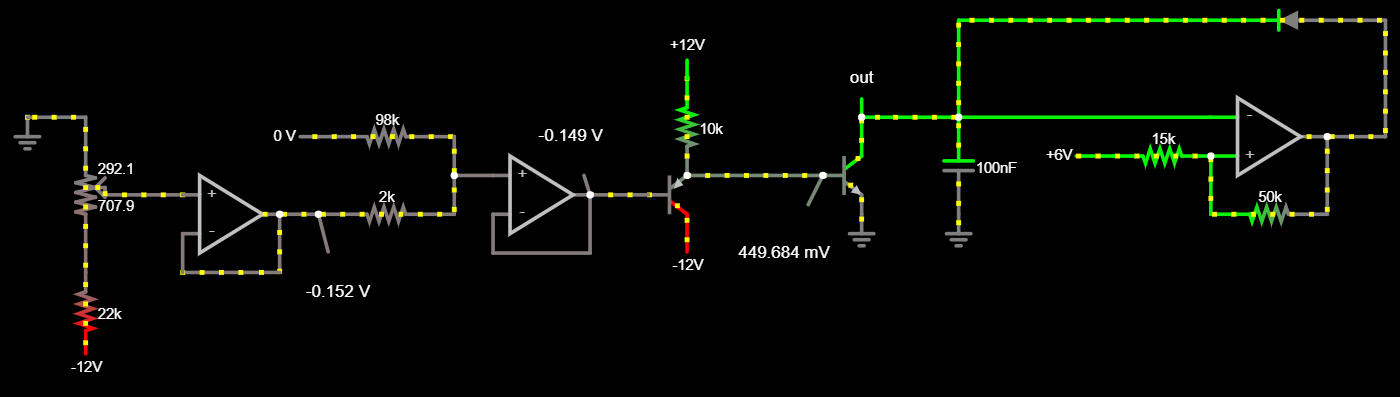 292.1
707.9
22k
-12V
+
-
-0.152 V
0 V
98k
2k
+
-
-0.149 V
+12V
10k
-12V
449.684 mV
out
100nF
+6V
15k
50k
-
+